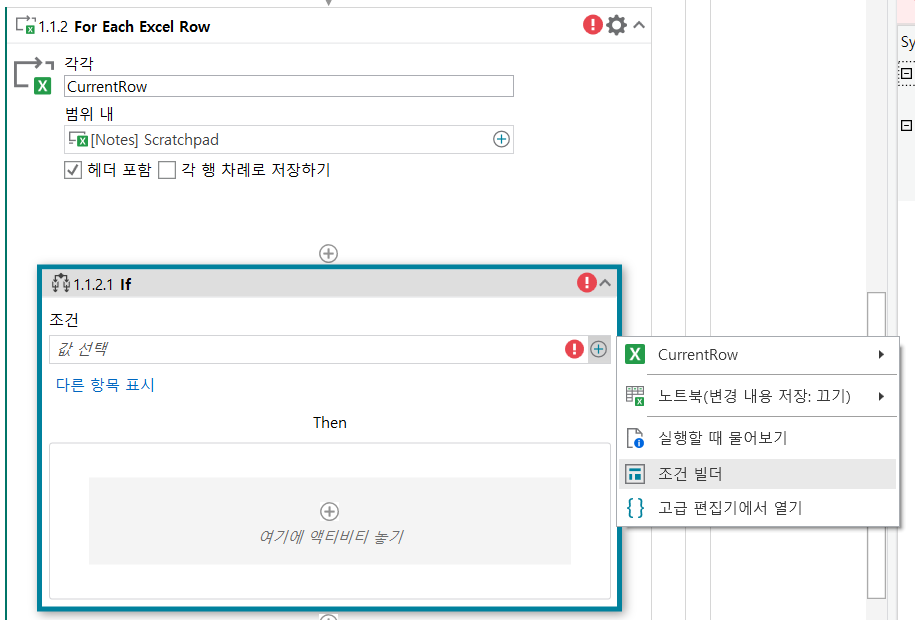 1.1.2 For Each Excel Row
Sy
각각
CurrentRow
범위 내
[Notes] Scratchpad
헤더 포함 각 행 차례로 저장하기
1.1.2.1 If
조건
값 선택
다른 항목 표시
Then
여기에 액티비티 놓기
CurrentRow
노트북(변경 내용 저장: 끄기)
실행할 때 물어보기
조건 빌더
고급 편집기에서 열기